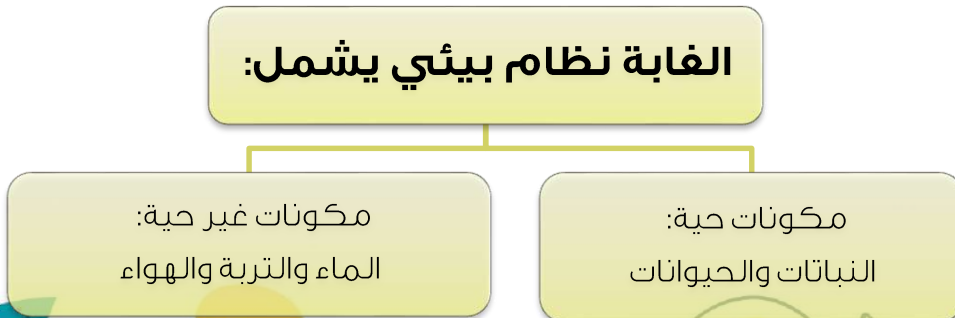 الغابة نظام بيئي يشمل:
مكونات حية:
النباتات والحيوانات
مكونات غير حية:
الماء والتربة والهواء